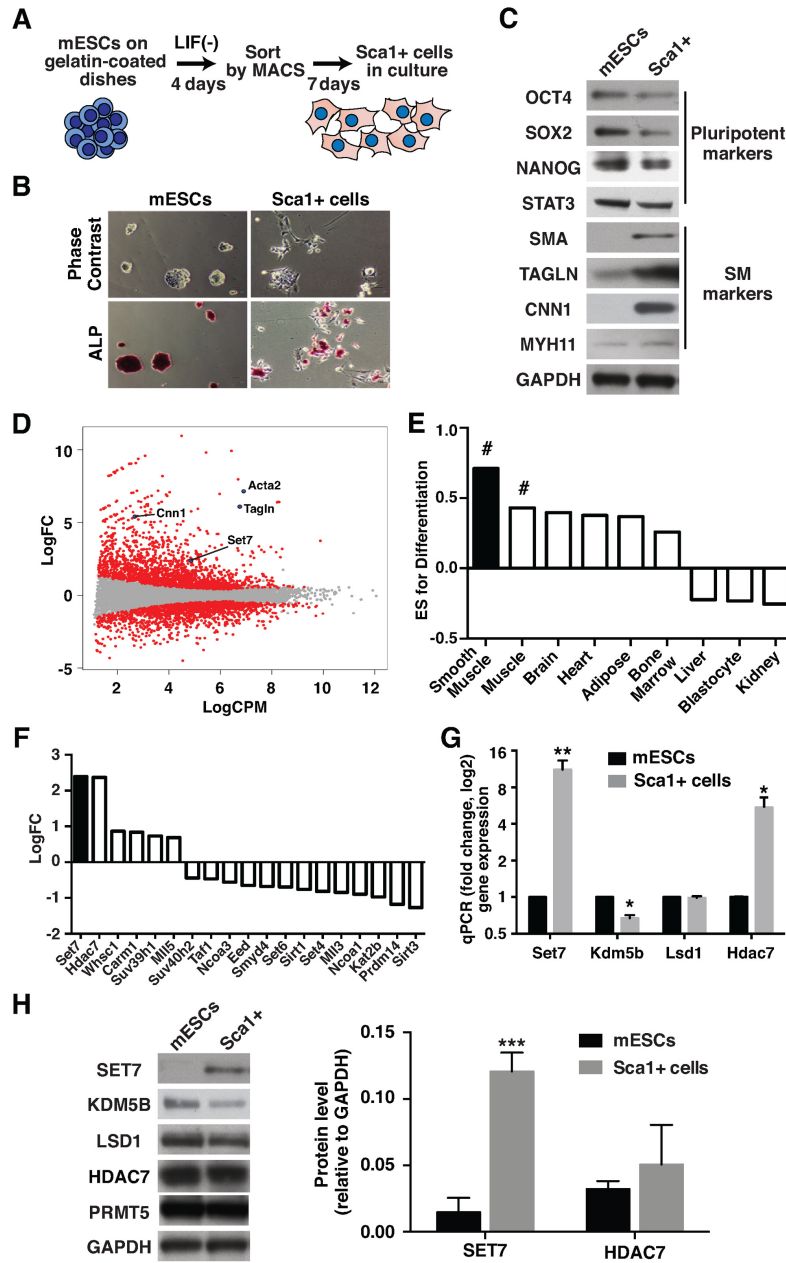 A
mESCs on
gelatin-coated
dishes
LIF(-)
4 days
Sort
by MACS
7 days
Sca1+ cells
in culture
B
mESCs
Sca1+ cells
Phase
Contrast
ALP
C
mESCs
Sca1+
OCT4
SOX2
NANOG
STAT3
SMA
TAGLN
CNN1
MYH11
GAPDH
Pluripotent
markers
SM
markers
D
LogFC
10
5
0
-5
Acta2
Tagln
Cnn1
Set7
2
4
6
8
10
12
LogCPM
E
ES for Differentiation
1.0
0.5
0.0
-0.5
#
#
Smooth
Muscle
Muscle
Brain
Heart
Adipose
Bone
Marrow
Liver
Blastocyte
Kidney
F
LogFC
3
2
1
0
-1
-2
Set7
Hdac7
Whsc1
Carm1
Suv39h1
Mll5
Suv40h2
Taf1
Ncoa3
Eed
Smyd4
Set6
Sirt1
Set4
Mll3
Ncoa1
Kat2b
Prdm14
Sirt3
G
qPCR (fold change, log2)
gene expression
16
8
4
2
1
0.5
mESCs
Sca1+ cells
**
*
*
Set7
Kdm5b
Lsd1
Hdac7
H
mESCs
Sca1+
SET7
KDM5B
LSD1
HDAC7
PRMT5
GAPDH
Protein level
(relative to GAPDH)
0.15
0.10
0.05
0.00
***
mESCs
Sca1+ cells
SET7
HDAC7